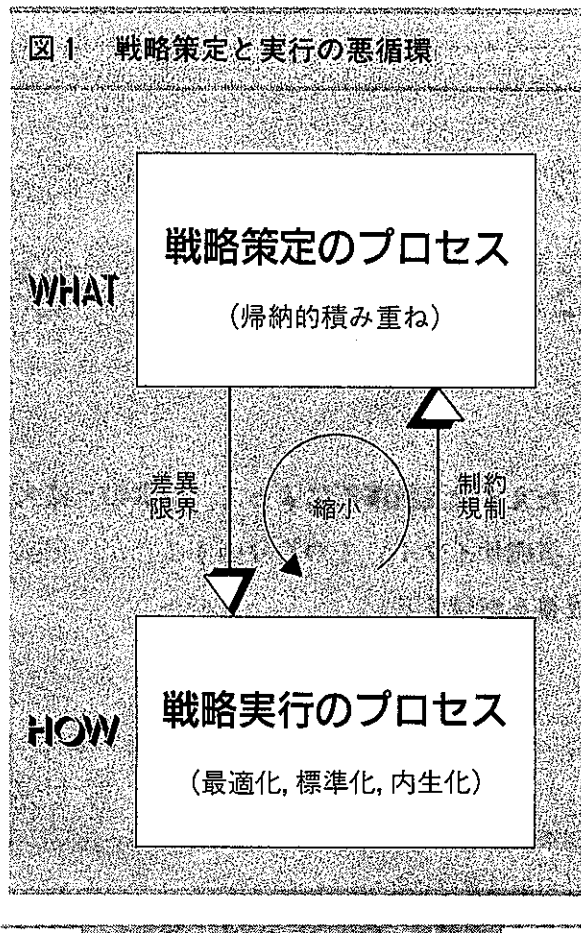 図1 戦略策定と実行の悪循環
WHAT
戦略策定のプロセス
(帰納的積み重ね)
差異
限界
縮小
制約
規制
HOW
戦略実行のプロセス
(最適化, 標準化, 内生化)